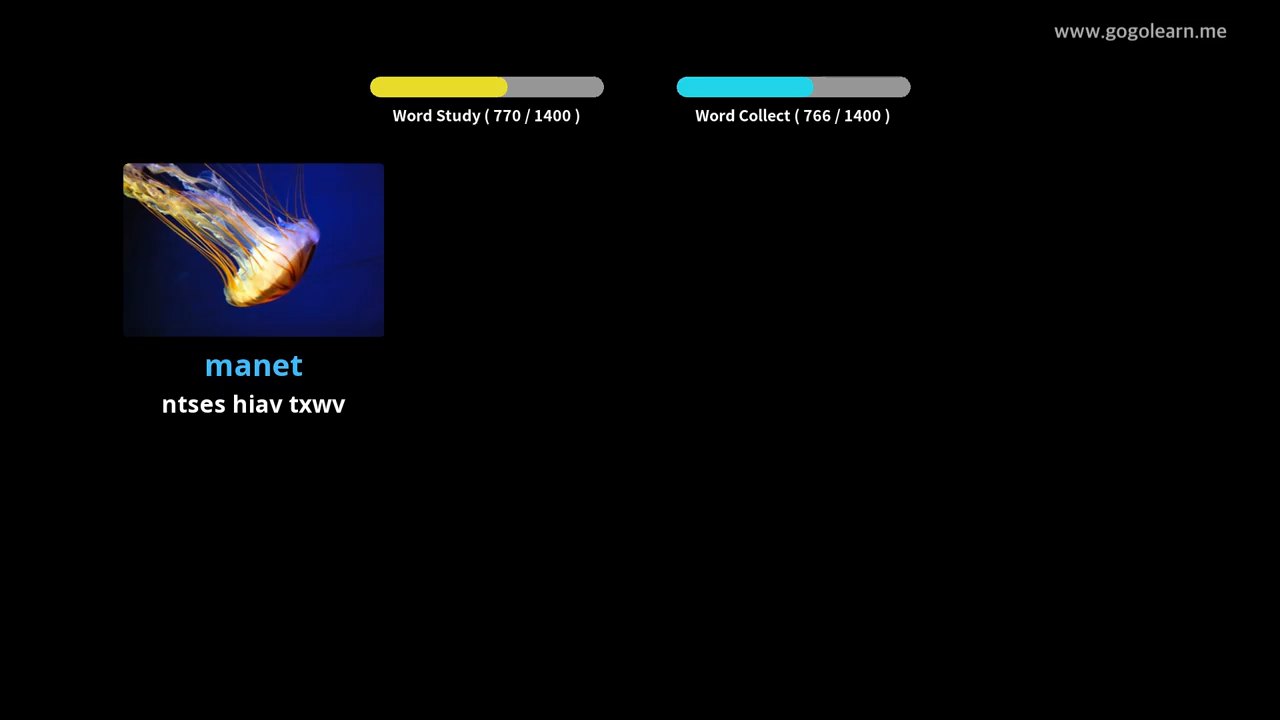 www.gogolearn.me
Word Study ( 770 / 1400 )
Word Collect ( 766 / 1400 )
manet
ntses hiav txwv